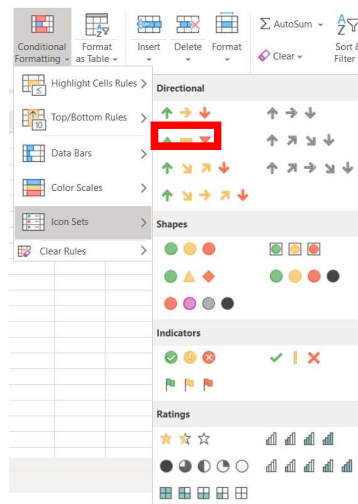 Conditional Formatting
Format as Table
Insert
Delete
Format
AutoSum
Clear
Sort &
Filter
Highlight Cells Rules
Top/Bottom Rules
10
Data Bars
Color Scales
Icon Sets
Clear Rules
Directional
Shapes
Indicators
Ratings